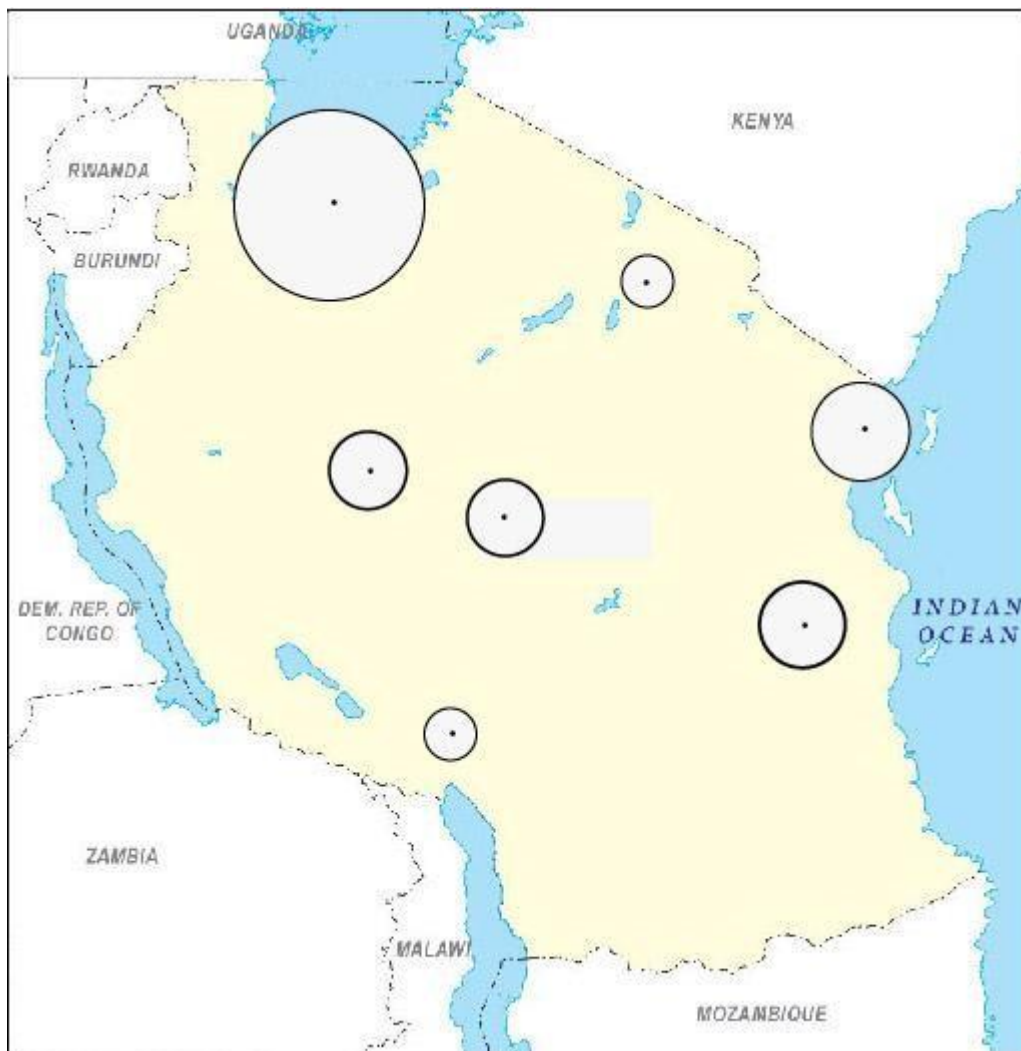 UGANDA
KENYA
RWANDA
BURUNDI
DEM. REP. OF
CONGO
INDIAN
OCEAN
ZAMBIA
MALAWI
MOZAMBIQUE